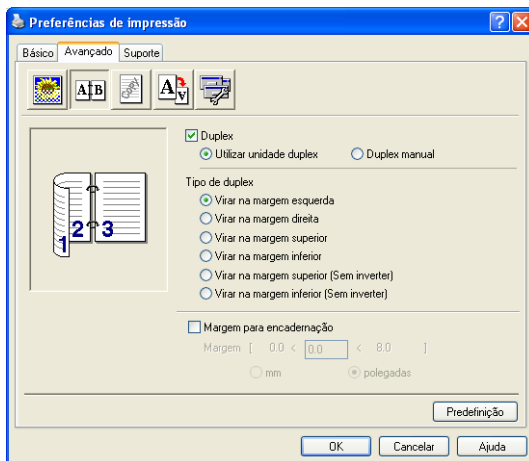 Preferências de impressão
Básico Avançado Suporte
A B
A A
Duplex
Utilizar unidade duplex Duplex manual
Tipo de duplex
Virar na margem esquerda
Virar na margem direita
Virar na margem superior
Virar na margem inferior
Virar na margem superior (Sem inverter)
Virar na margem inferior (Sem inverter)
1 2 3
Margem para encadernação
Margem [ 0.0 < 0.0 < 8.0 ]
mm polegadas
Predefinição
OK Cancelar Ajuda